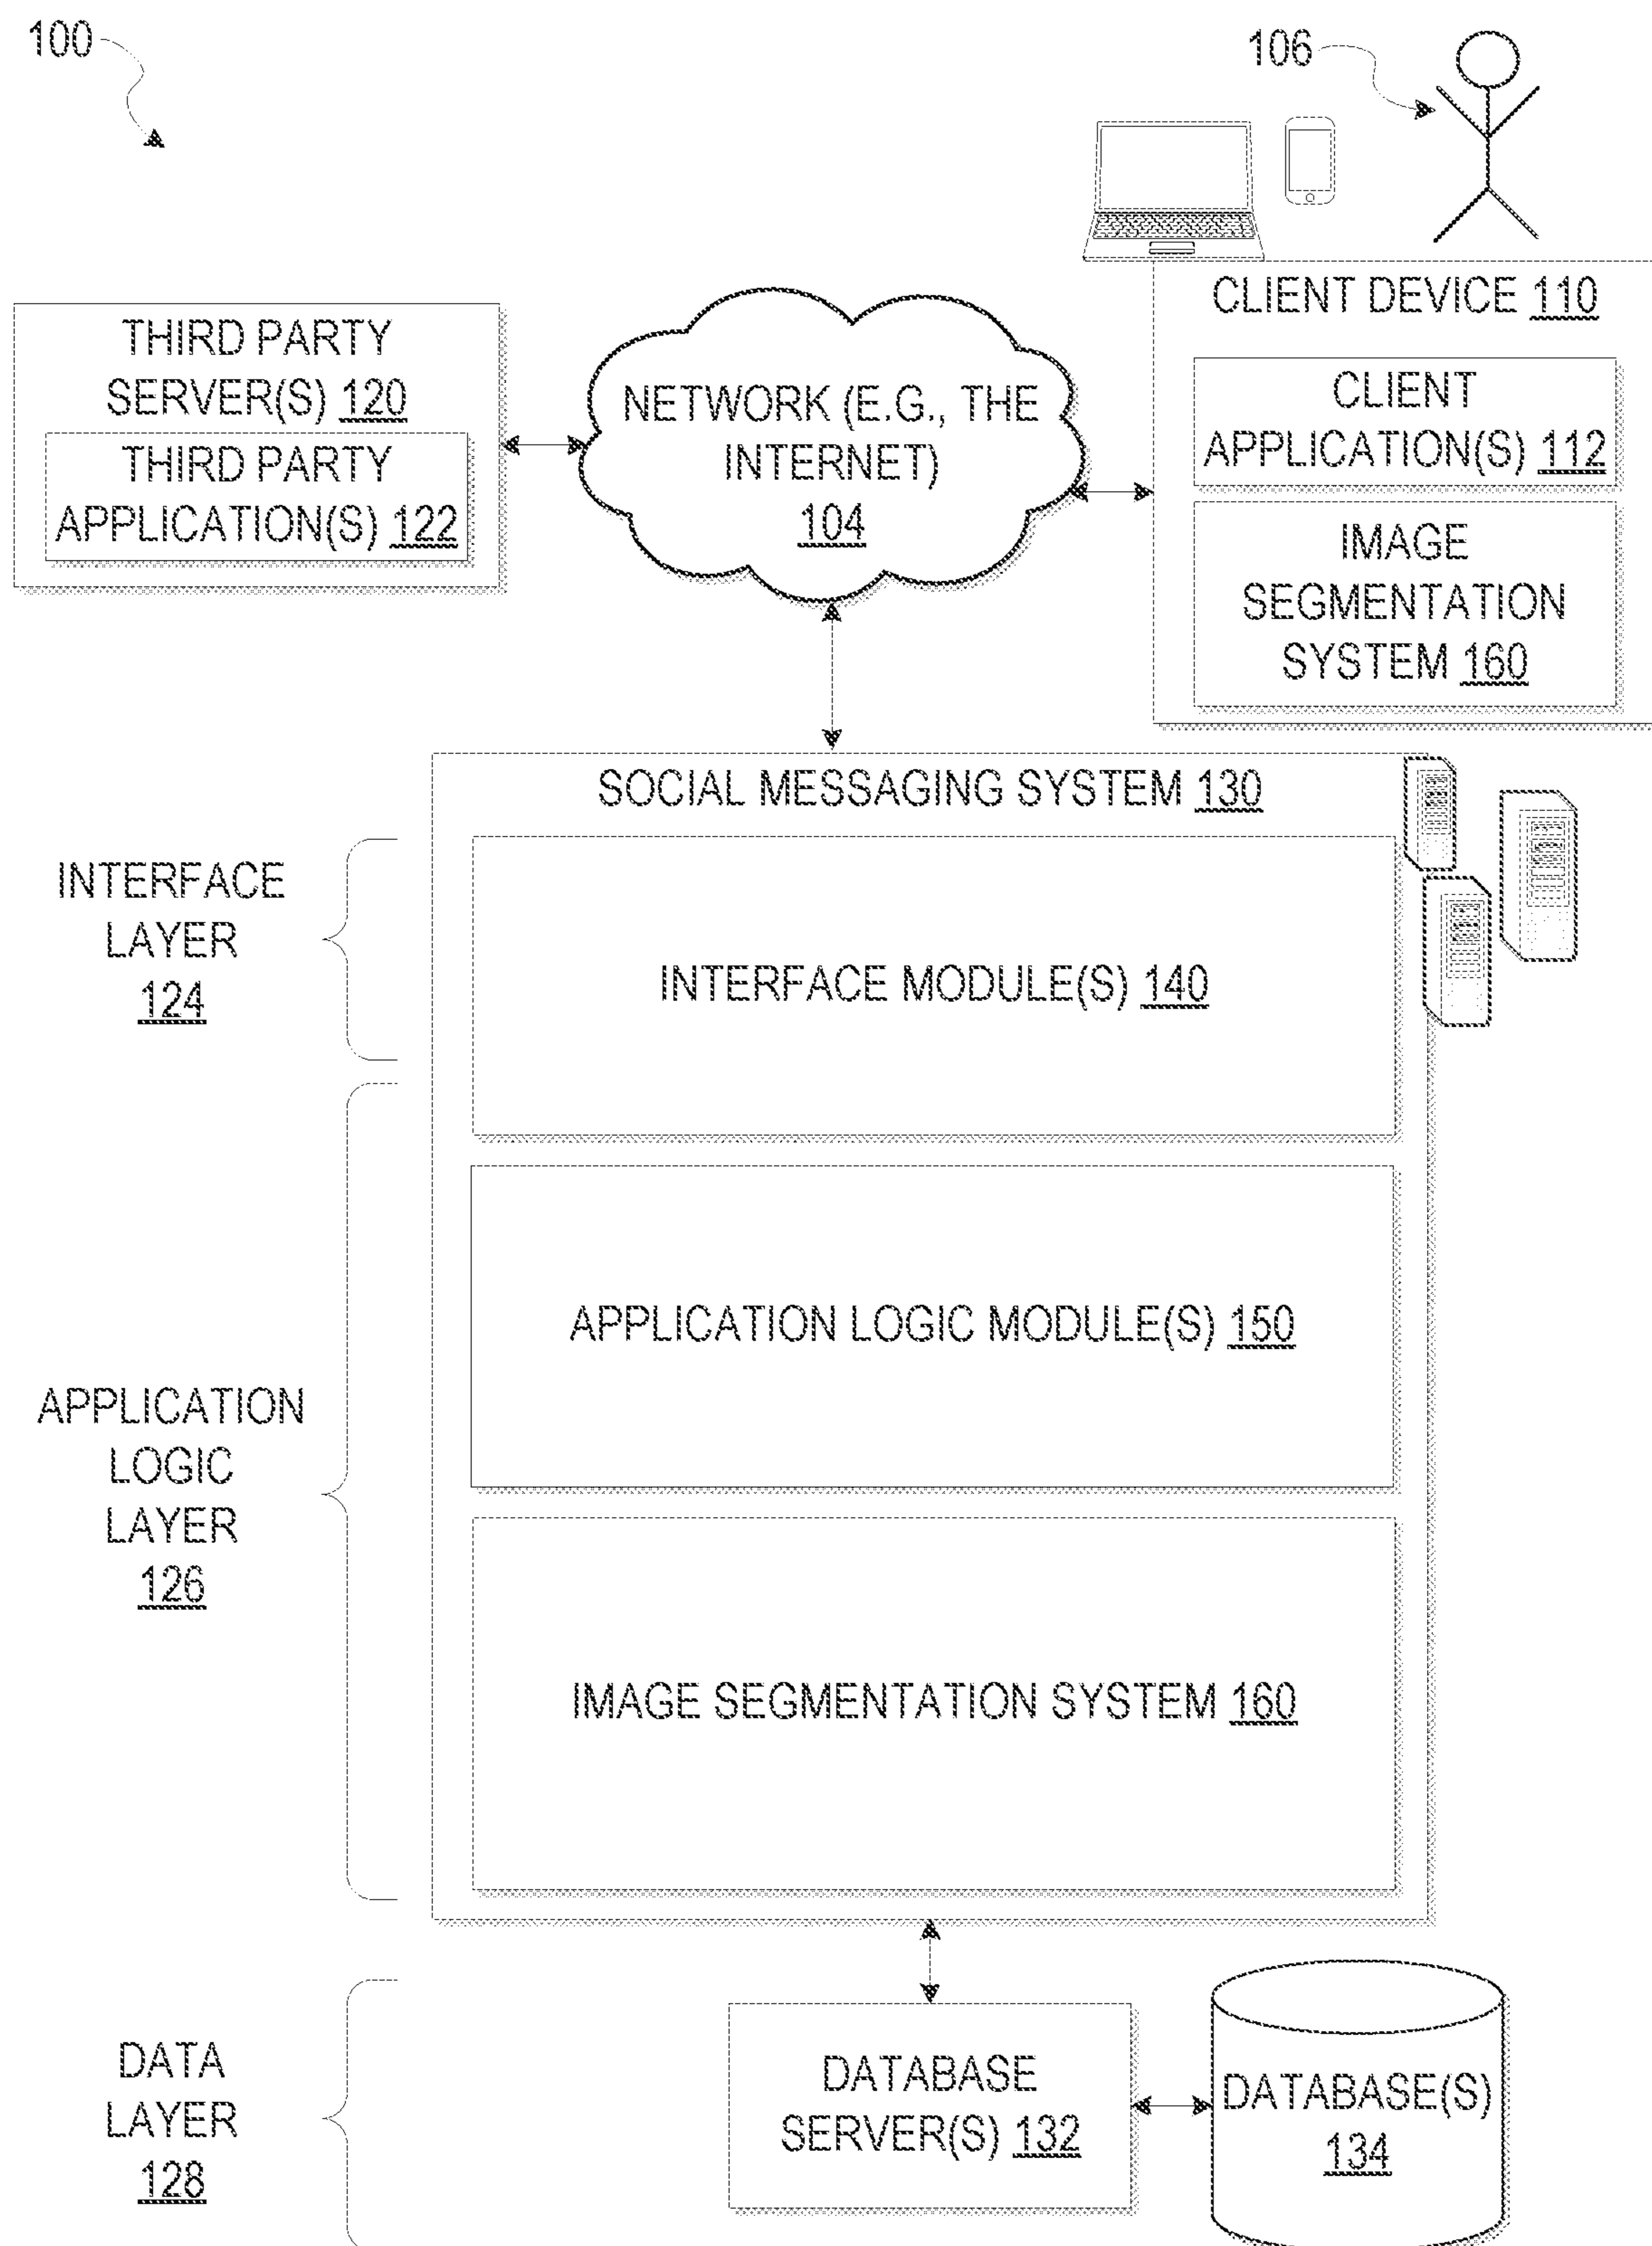 100
106
CLIENT DEVICE 110
THIRD PARTY
SERVER(S) 120
THIRD PARTY
APPLICATION(S) 122
NETWORK (E.G., THE
INTERNET)
104
CLIENT
APPLICATION(S) 112
IMAGE
SEGMENTATION
SYSTEM 160
SOCIAL MESSAGING SYSTEM 130
INTERFACE
LAYER
124
INTERFACE MODULE(S) 140
APPLICATION LOGIC MODULE(S) 150
APPLICATION
LOGIC
LAYER
126
IMAGE SEGMENTATION SYSTEM 160
DATA
LAYER
128
DATABASE
SERVER(S) 132
DATABASE(S)
134